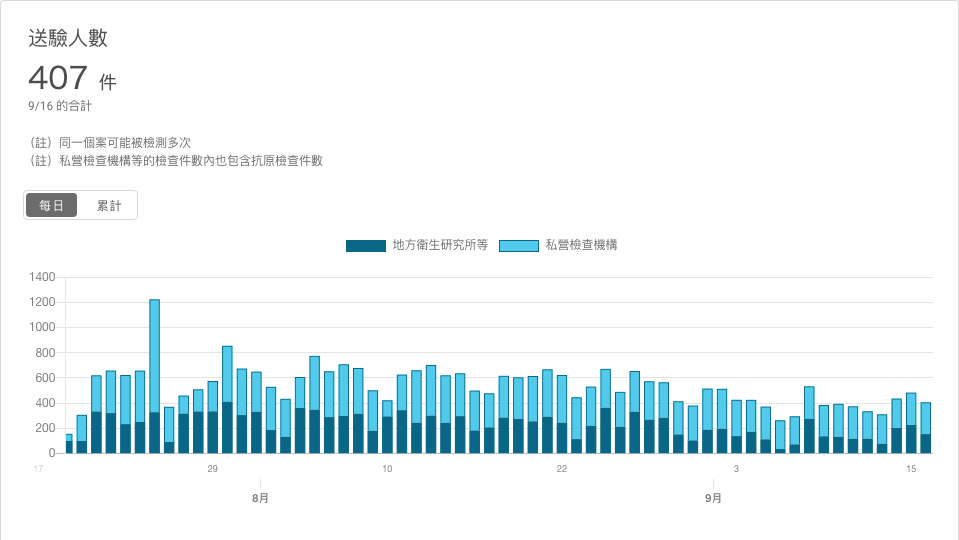 送驗人數
407 件
9/16 的合計
（註）同一個案可能被檢測多次
（註）私營檢查機構等的檢查件數內也包含抗原檢查件數
每日 累計
地方衛生研究所等 私營檢查機構
1400
1200
1000
800
600
400
200
0
17 29 10 22 3 15
8月 9月